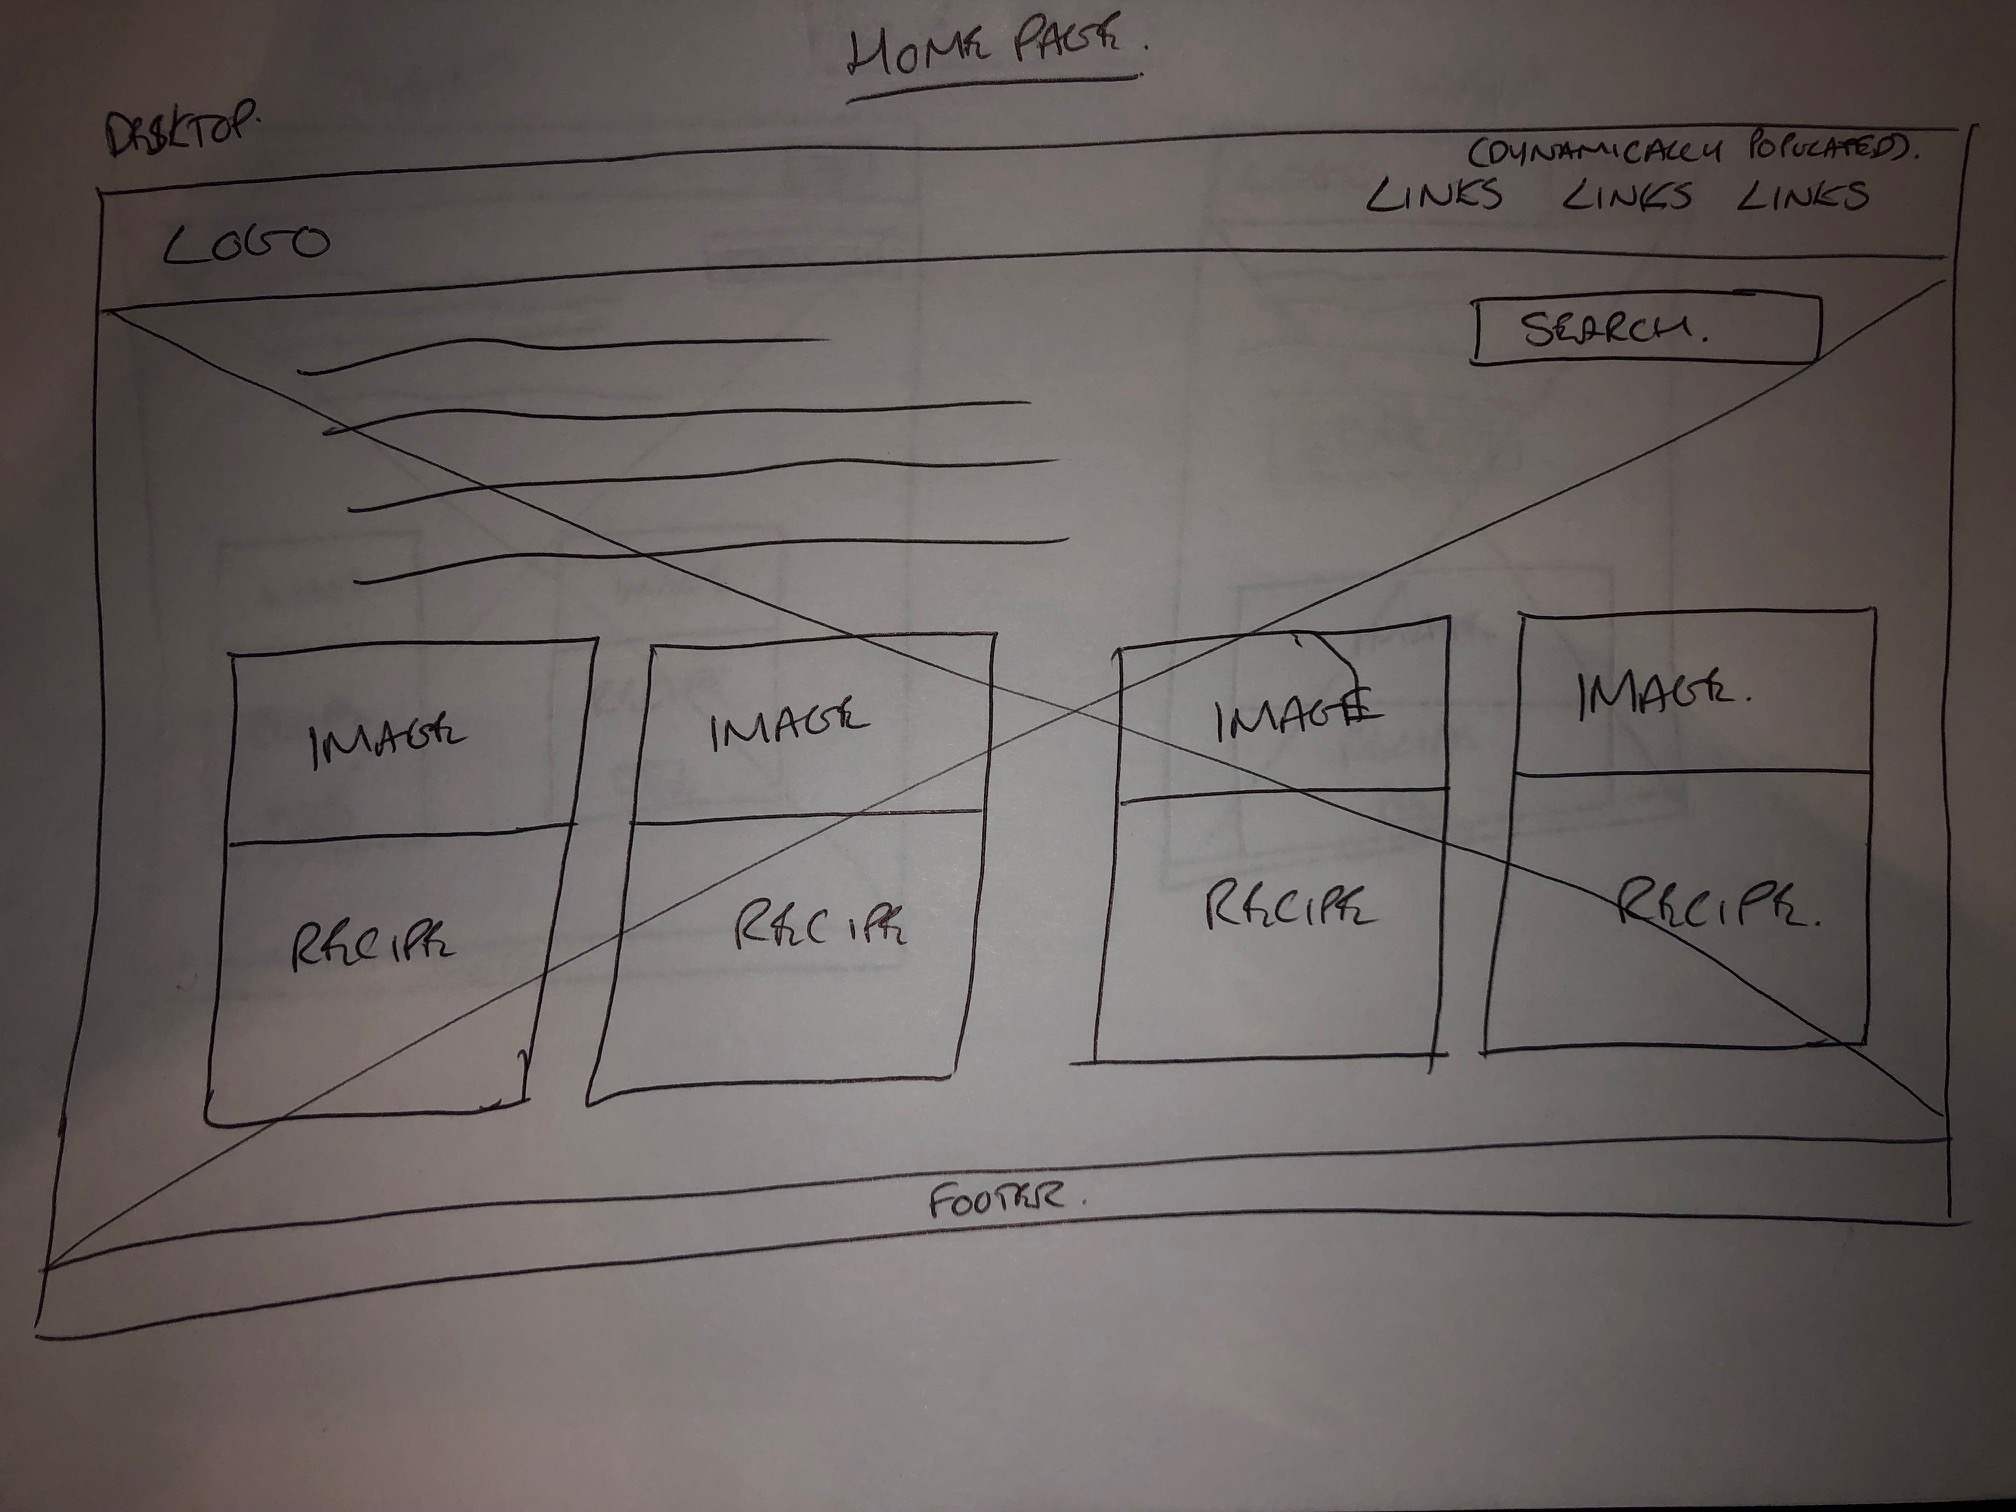 HOME PAGE.
DESKTOP.
(DYNAMICALLY POPULATED).
LOGO LINKS LINKS LINKS
SEARCH.
IMAGE IMAGE IMAGE IMAGE.
RECIPE RECIPE RECIPE RECIPE.
FOOTER.